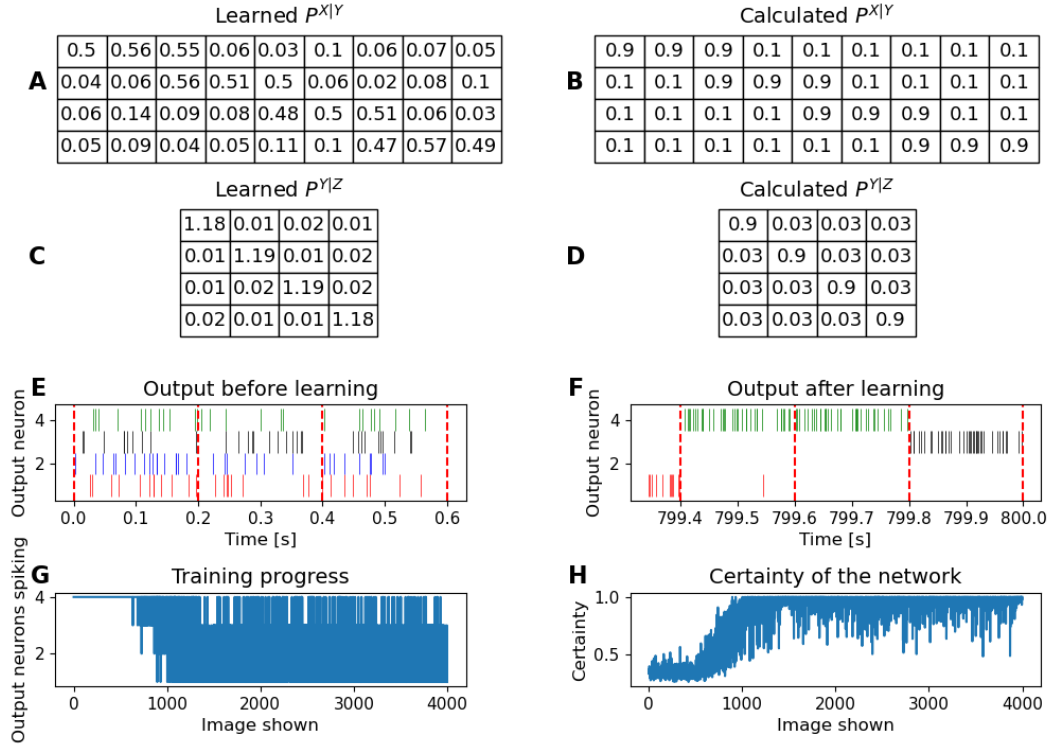 Learned P^{X|Y}
A
0.5 0.56 0.55 0.06 0.03 0.1 0.06 0.07 0.05
0.04 0.06 0.56 0.51 0.5 0.06 0.02 0.08 0.1
0.06 0.14 0.09 0.08 0.48 0.5 0.51 0.06 0.03
0.05 0.09 0.04 0.05 0.11 0.1 0.47 0.57 0.49
Calculated P^{X|Y}
B
0.9 0.9 0.9 0.1 0.1 0.1 0.1 0.1 0.1
0.1 0.1 0.9 0.9 0.9 0.1 0.1 0.1 0.1
0.1 0.1 0.1 0.1 0.9 0.9 0.9 0.1 0.1
0.1 0.1 0.1 0.1 0.1 0.1 0.9 0.9 0.9
Learned P^{Y|Z}
C
1.18 0.01 0.02 0.01
0.01 1.19 0.01 0.02
0.01 0.02 1.19 0.02
0.02 0.01 0.01 1.18
Calculated P^{Y|Z}
D
0.9 0.03 0.03 0.03
0.03 0.9 0.03 0.03
0.03 0.03 0.9 0.03
0.03 0.03 0.03 0.9
E
Output before learning
Output neuron
4
2
0.0 0.2 0.3 0.4 0.5 0.6
0.1
Time [s]
F
Output after learning
Output neuron
4
2
799.4 799.5 799.6 799.7 799.8 799.9 800.0
Time [s]
G
Training progress
Output neurons spiking
4
2
0 1000 2000 3000 4000
Image shown
H
Certainty of the network
Certainty
1.0
0.5
0 1000 2000 3000 4000
Image shown